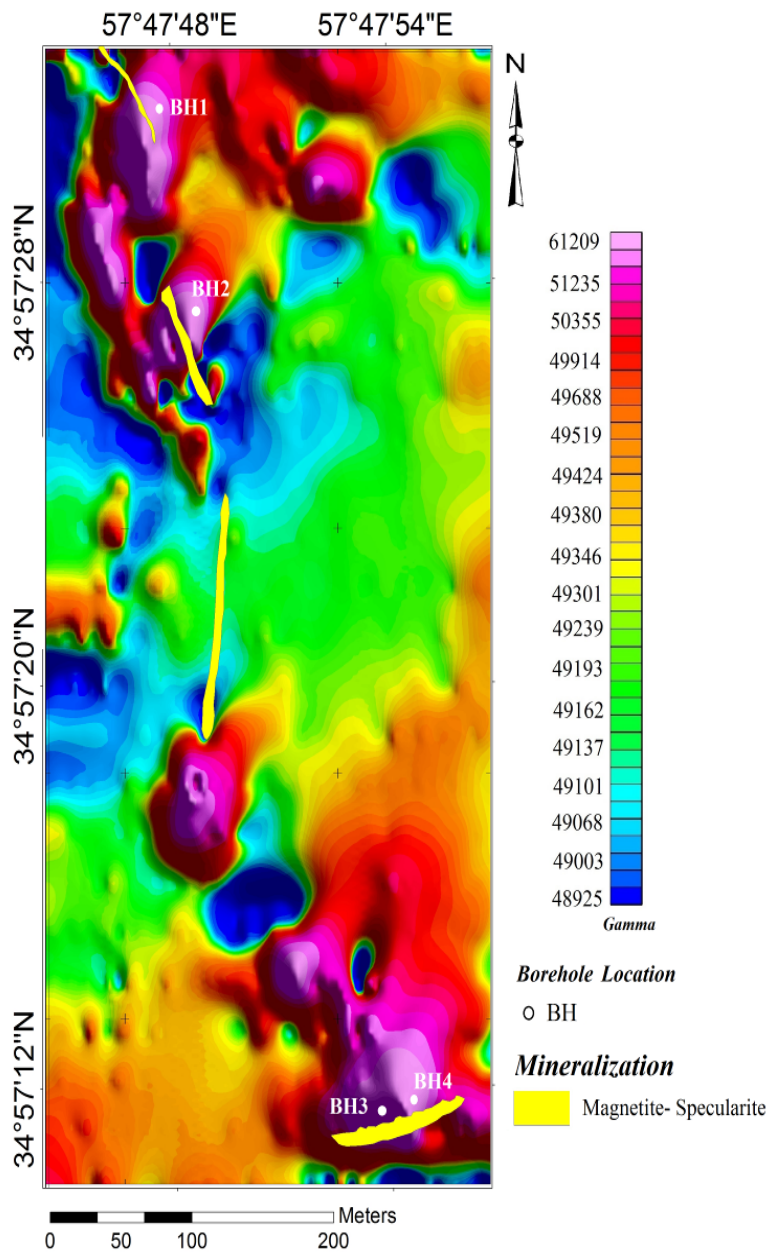 57°47'48"E 57°47'54"E
N
BH1
34°57'28"N
BH2
34°57'20"N
34°57'12"N
BH4
BH3
61209
51235
50355
49914
49688
49519
49424
49380
49346
49301
49239
49193
49162
49137
49101
49068
49003
48925
Gamma
Borehole Location
BH
Mineralization
Magnetite- Specularite
Meters
0 50 100 200